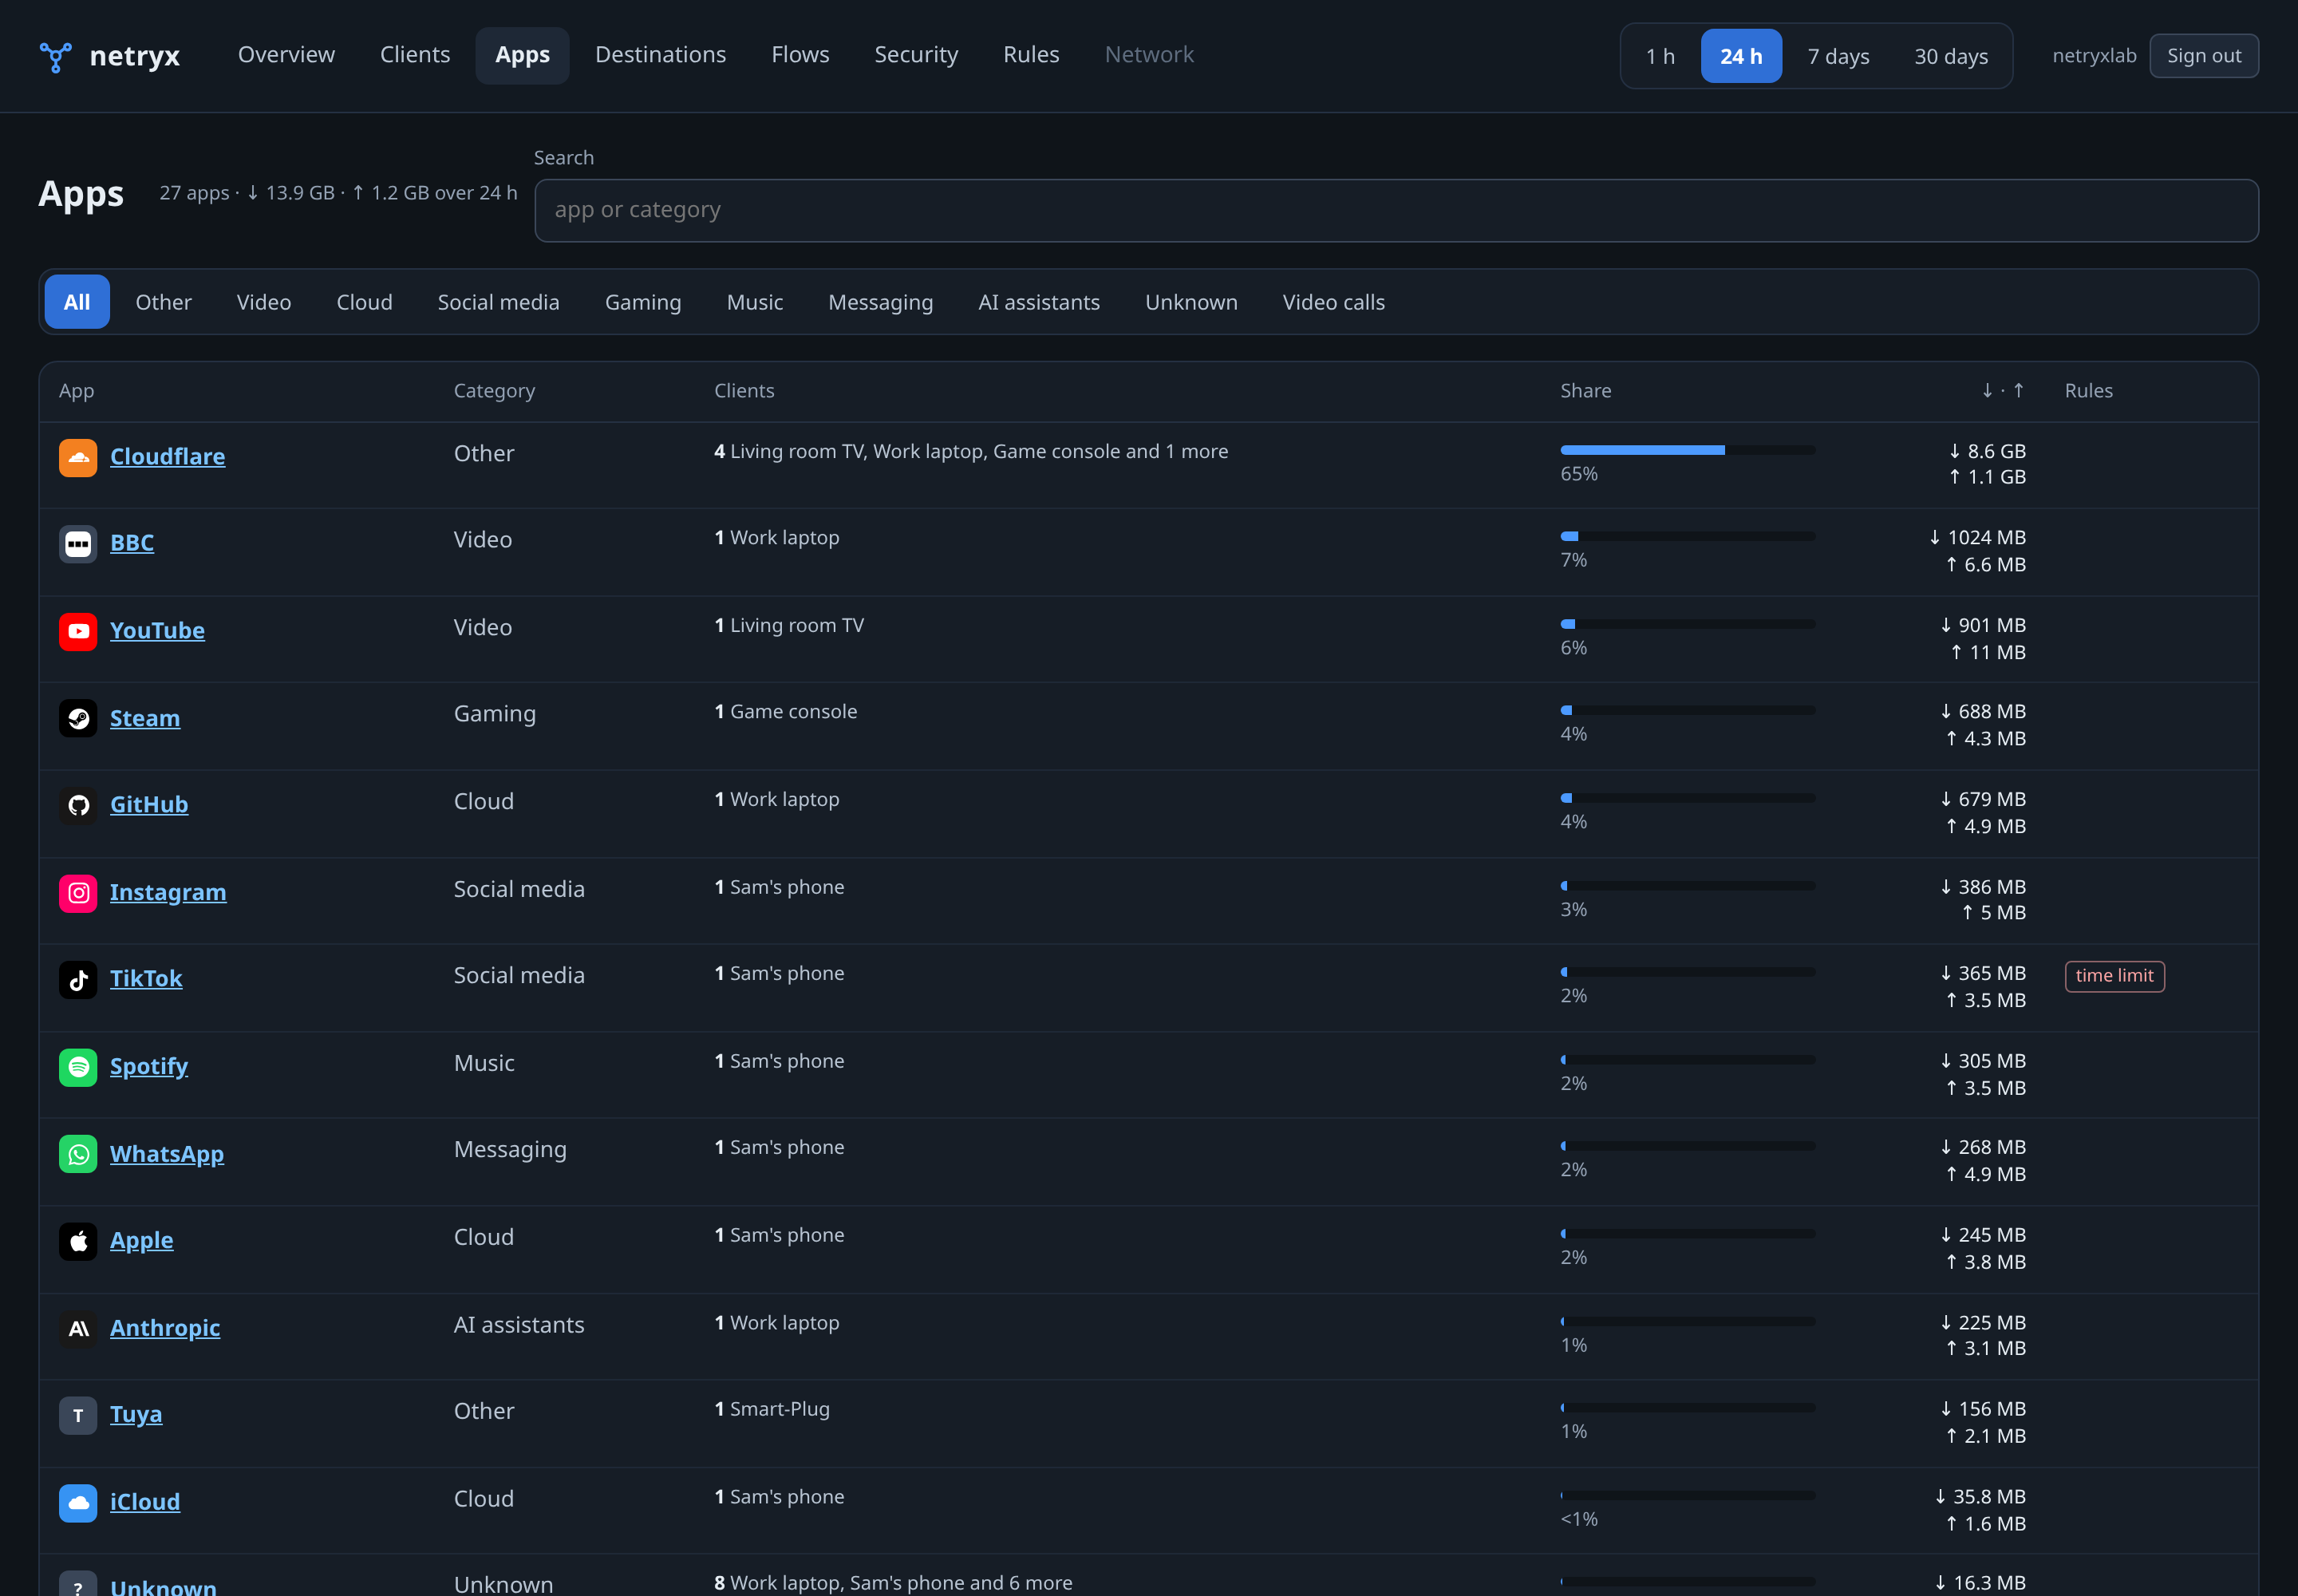 netryx Overview Clients Apps Destinations Flows Security Rules Network 1 h 24 h 7 days 30 days netryxlab Sign out
Search
Apps 27 apps · ↓ 13.9 GB · ↑ 1.2 GB over 24 h app or category
All Other Video Cloud Social media Gaming Music Messaging AI assistants Unknown Video calls
App Category Clients Share ↓ · ↑ Rules
Cloudflare Other 4 Living room TV, Work laptop, Game console and 1 more ↓ 8.6 GB
65% ↑ 1.1 GB
BBC Video 1 Work laptop ↓ 1024 MB
7% ↑ 6.6 MB
YouTube Video 1 Living room TV ↓ 901 MB
6% ↑ 11 MB
Steam Gaming 1 Game console ↓ 688 MB
4% ↑ 4.3 MB
GitHub Cloud 1 Work laptop ↓ 679 MB
4% ↑ 4.9 MB
Instagram Social media 1 Sam's phone ↓ 386 MB
3% ↑ 5 MB
TikTok Social media 1 Sam's phone ↓ 365 MB time limit
2% ↑ 3.5 MB
Spotify Music 1 Sam's phone ↓ 305 MB
2% ↑ 3.5 MB
WhatsApp Messaging 1 Sam's phone ↓ 268 MB
2% ↑ 4.9 MB
Apple Cloud 1 Sam's phone ↓ 245 MB
2% ↑ 3.8 MB
A\ Anthropic AI assistants 1 Work laptop ↓ 225 MB
1% ↑ 3.1 MB
T Tuya Other 1 Smart-Plug ↓ 156 MB
1% ↑ 2.1 MB
iCloud Cloud 1 Sam's phone ↓ 35.8 MB
<1% ↑ 1.6 MB
? Unknown Unknown 8 Work laptop, Sam's phone and 6 more ↓ 16.3 MB